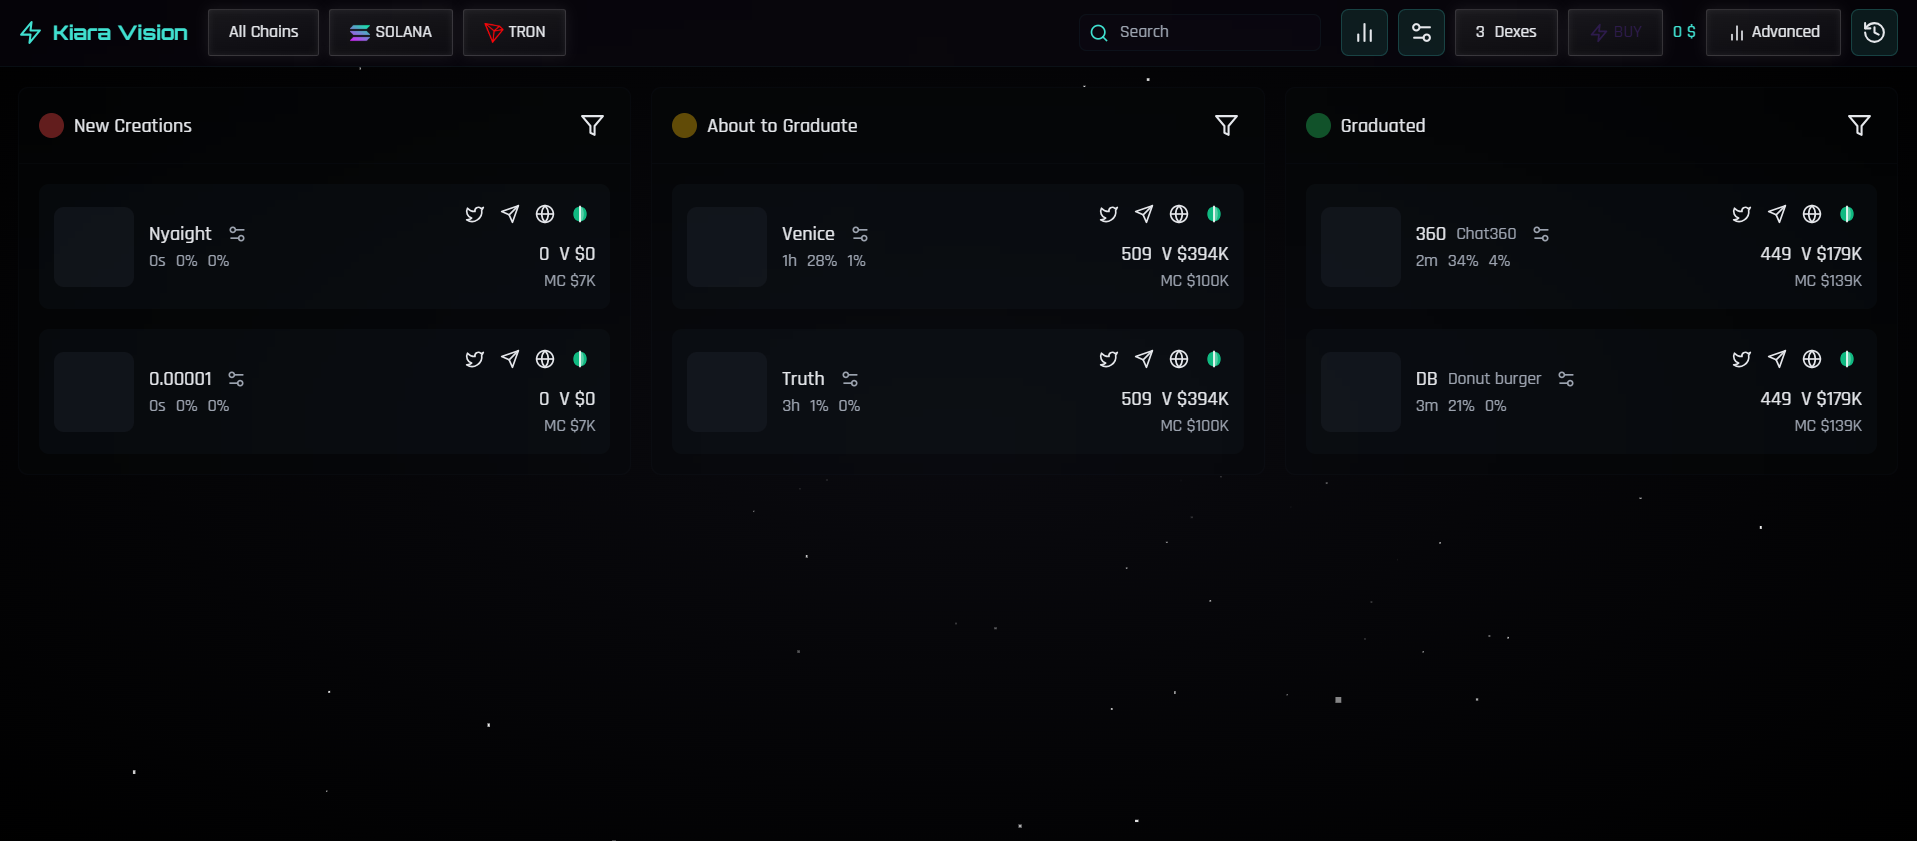 Kiara Vision All Chains SOLANA TRON Search 3 Dexes BUY 0 $ Advanced
New Creations
Nyaight
0s 0% 0%
0 V $0
MC $7K
0.00001
0s 0% 0%
0 V $0
MC $7K
About to Graduate
Venice
1h 28% 1%
509 V $394K
MC $100K
Truth
3h 1% 0%
509 V $394K
MC $100K
Graduated
360 Chat360
2m 34% 4%
449 V $179K
MC $139K
DB Donut burger
3m 21% 0%
449 V $179K
MC $139K